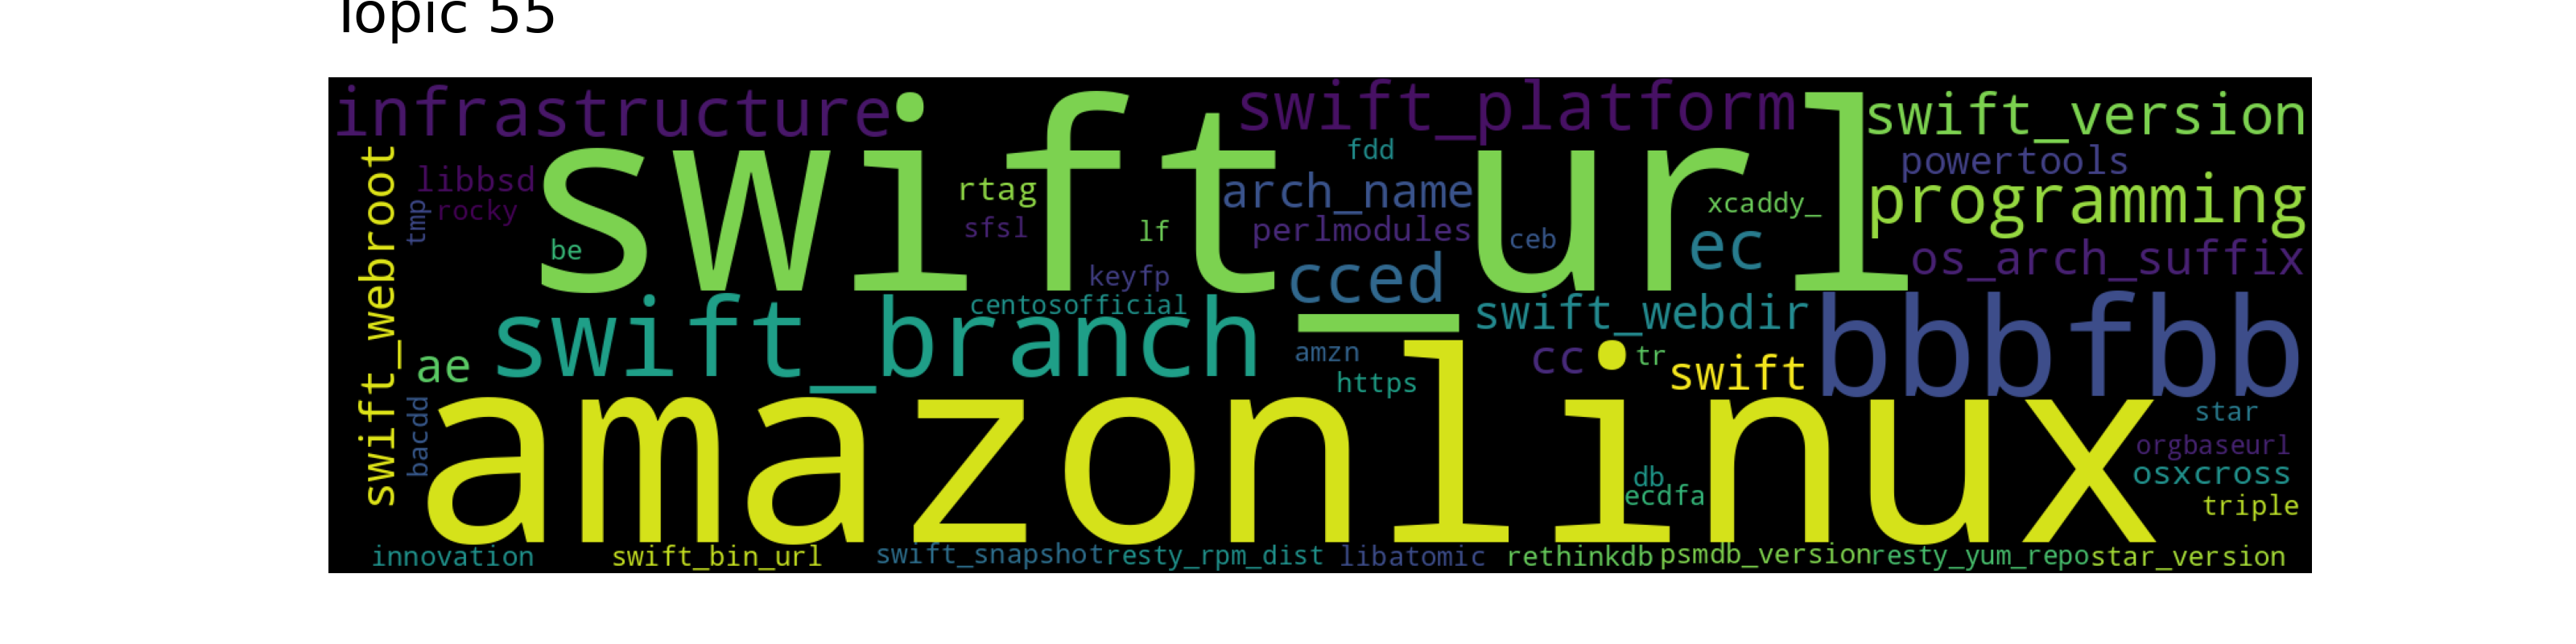 Topic 55
infrastructure swift_platform swift_version
swift_url
fdd powertools
libbsd rtag arch_name xcaddy_ programming
tmp rocky sfsl lf perlmodules ceb ec os_arch_suffix
be keyfp cced
swift_webroot centosofficial swift_webdir bbbfbb
ae swift_branch amzn cc tr swift
https star
bacdd amazonlinux orgbaseurl
db osxcross
ecdfa triple
innovation swift_bin_url swift_snapshot resty_rpm_dist libatomic rethinkdb psmdb_version resty_yum_repo star_version